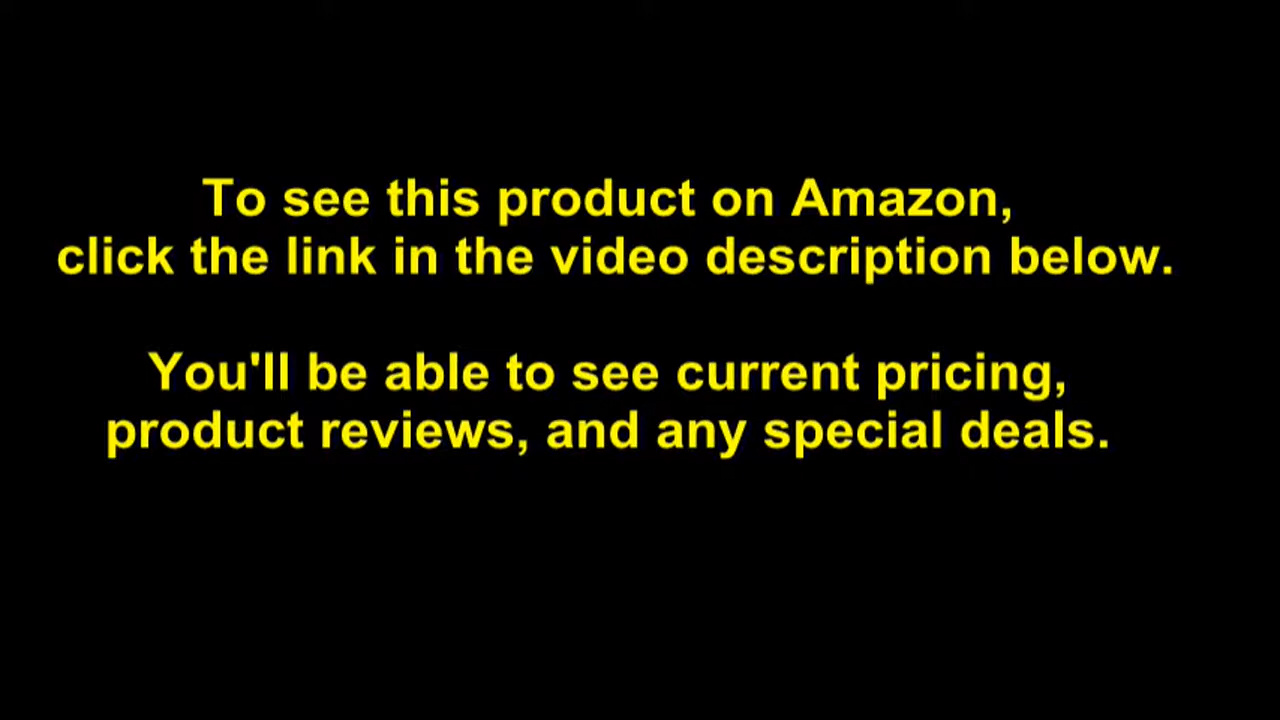 To see this product on Amazon,
click the link in the video description below.
You'll be able to see current pricing,
product reviews, and any special deals.